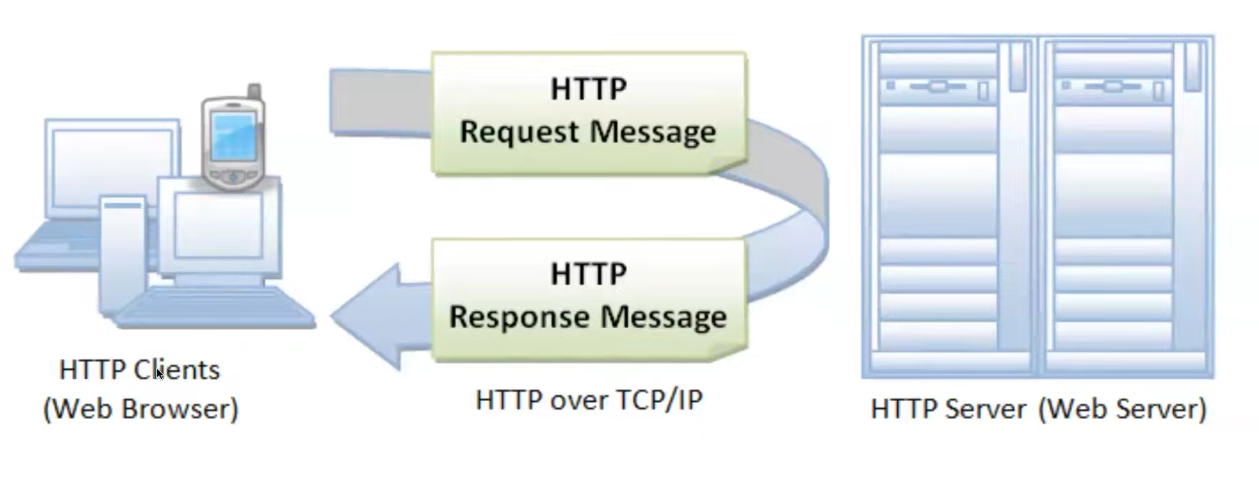 HTTP
Request Message
HTTP
Response Message
HTTP Clients
(Web Browser)
HTTP over TCP/IP
HTTP Server (Web Server)